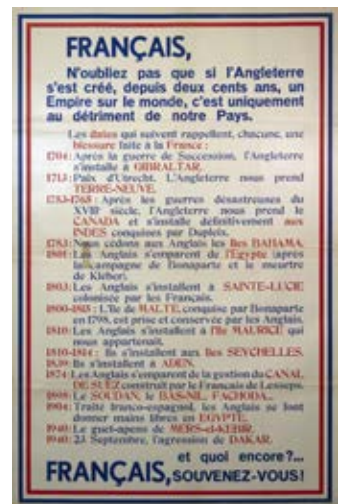 FRANÇAIS,
N'oubliez pas que si l'Angleterre
s'est créé, depuis deux cents ans, un
Empire sur le monde, c'est uniquement
au détriment de notre Pays.
Les dates qui suivent rappellent, chacune, une
blessure faite à la France :
1704: Après la guerre de Succession, l'Angleterre
s'installe à GIBRALTAR.
1713: Paix d'Utrecht. L'Angleterre nous prend
TERRE-NEUVE.
Après les guerres désastreuses du
siècle, l'Angleterre nous prend le
CANADA et s'installe définitivement aux
INDES conquises par Dupleix.
1783: Nous cédons aux Anglais les Iles BAHAMA.
1801: Les Anglais s'emparent de l'Egypte (après
la campagne de Bonaparte et le meurtre
de Kleber).
1803: Les Anglais s'installent à SAINTE-LUCIE
colonisée par les Français.
1800-1815 : L'Ile de MALTE, conquise par Bonaparte
en 1798, est prise et conservée par les Anglais.
1810: Les Anglais s'installent à l'Ile MAURICE qui
nous appartenait.
1810-1814 : Ils s'installent aux Iles SEYCHELLES.
1839: Ils s'installent à ADEN.
1874: Les Anglais s'emparent de la gestion du CANAL
DE SUEZ construit par le Français de Lesseps.
1898: Le SOUDAN, le BAS-NIL, FACHODA...
1904: Traité franco-espagnol, les Anglais se font
donner mains libres en EGYPTE.
1940: Le guet-apens de MERS-el-KEBIR.
1940: 23 Septembre, l'agression de DAKAR.
et quoi encore ?...
FRANÇAIS, SOUVENEZ-VOUS !